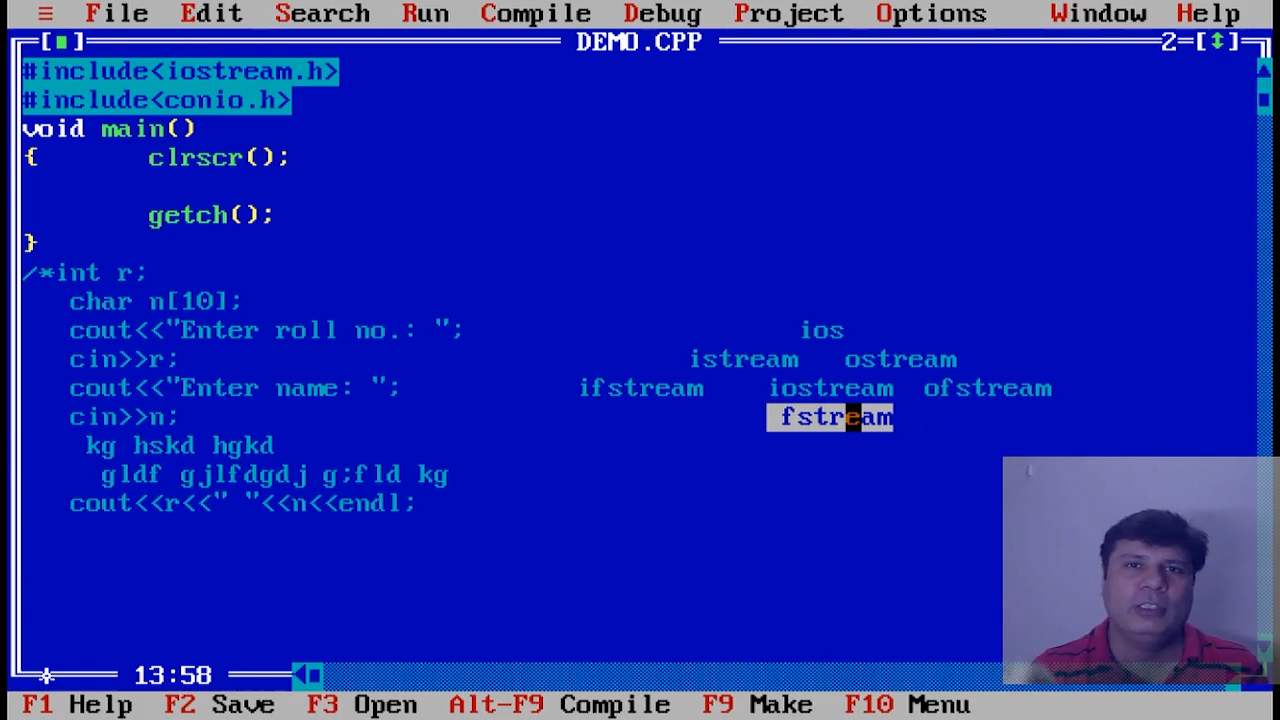 ≡ File Edit Search Run Compile Debug Project Options Window Help
[■] DEMO.CPP 2=[↕]
#include<iostream.h>
#include<conio.h>
void main()
{ clrscr();
getch();
}
/*int r;
char n[10];
cout<<"Enter roll no.: "; ios
cin>>r; istream ostream
cout<<"Enter name: "; ifstream iostream ofstream
cin>>n; fstream
kg hskd hgkd
gldf gjlfdgdj g;fld kg
cout<<r<<" "<<n<<endl;
13:58
F1 Help F2 Save F3 Open Alt-F9 Compile F9 Make F10 Menu